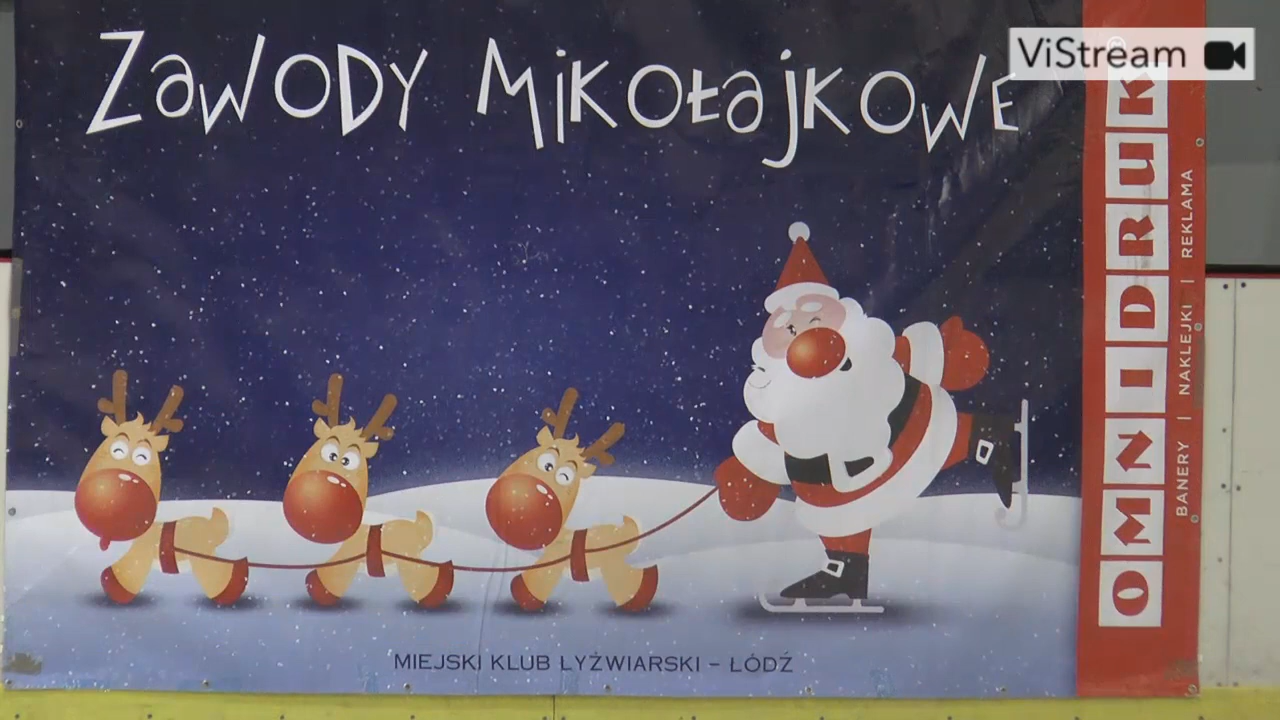 ZAWODY MIKOŁAJKOWE
ViStream
OMNIDRUK
BANERY | NAKLEJKI | REKLAMA
MIEJSKI KLUB ŁYŻWIARSKI – ŁÓDŹ